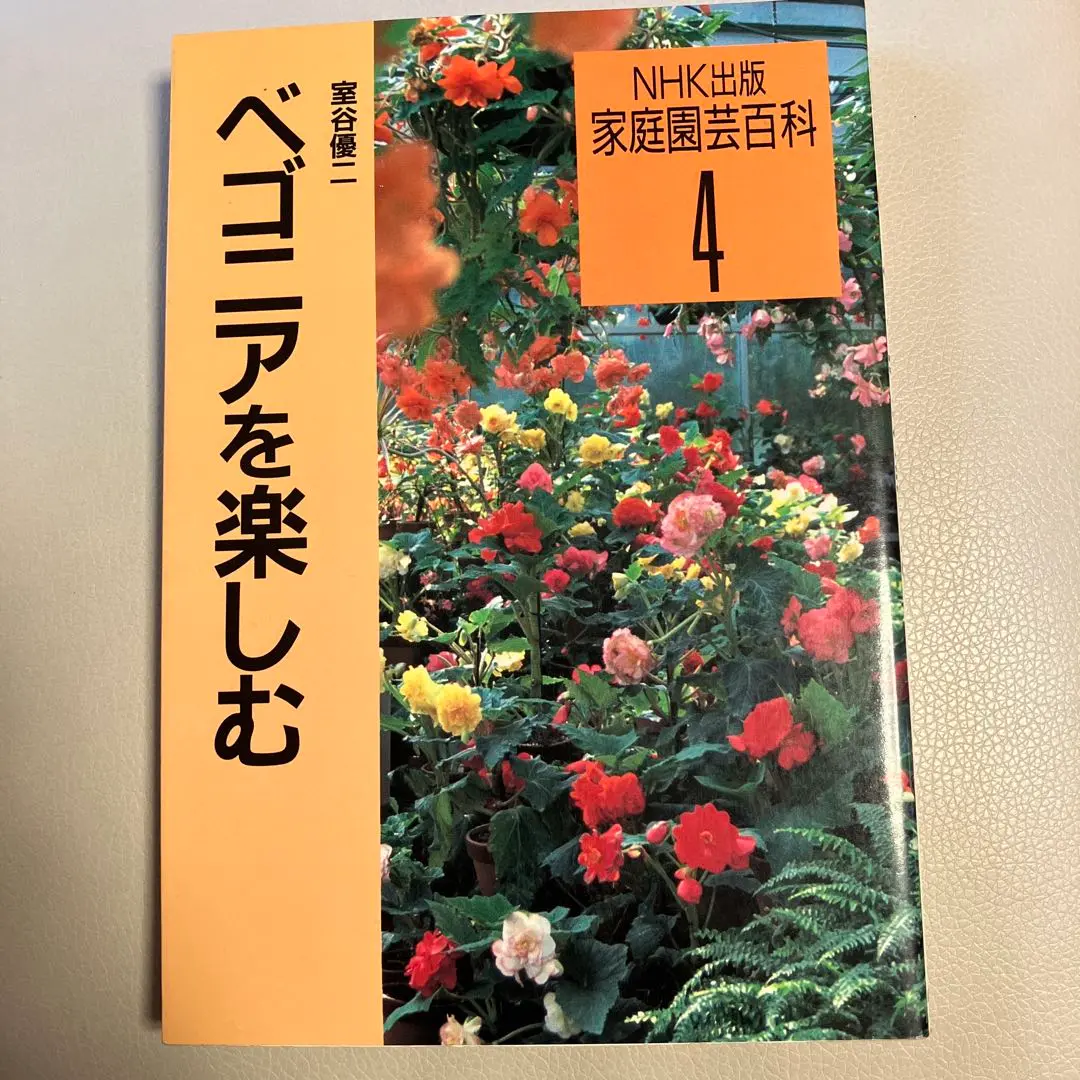 NHK出版
家庭園芸百科
4
室谷優二
ベゴニアを楽しむ